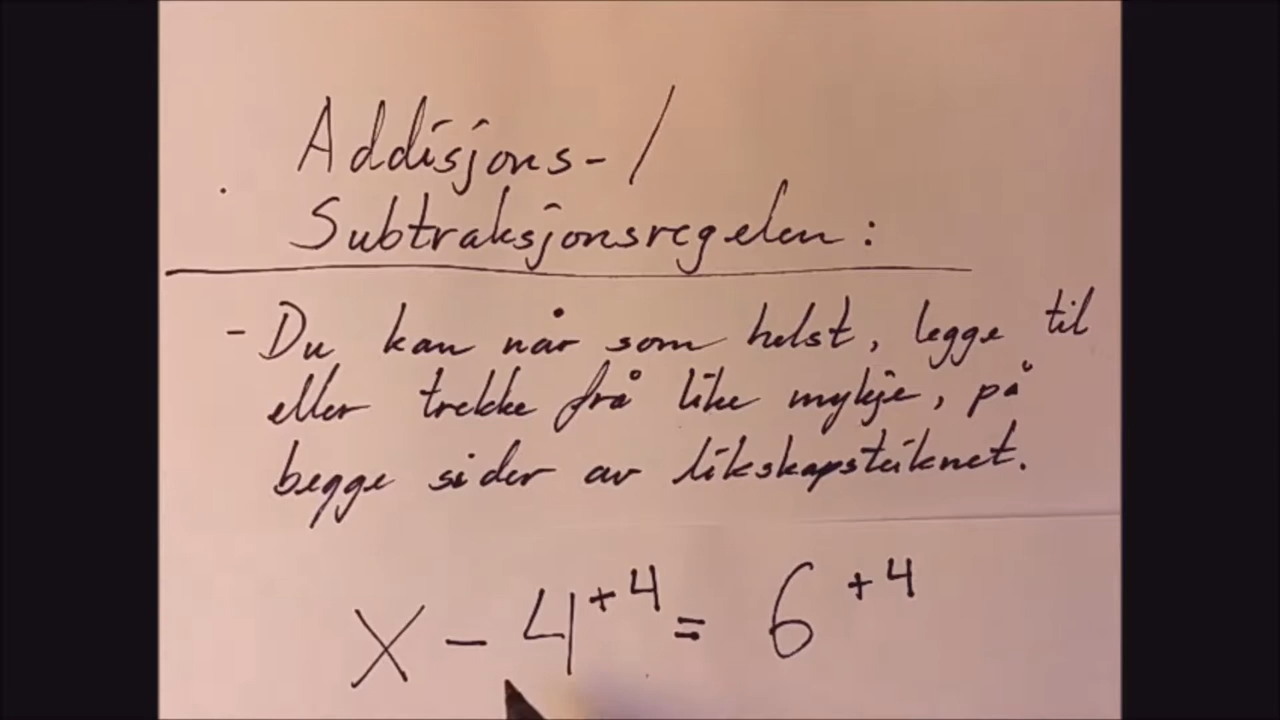 Addisjons- /
Subtraksjonsregelen:
- Du kan når som helst, legge til
eller trekke frå like mykje, på
begge sider av likskapsteiknet.
x - 4 +4 = 6 +4